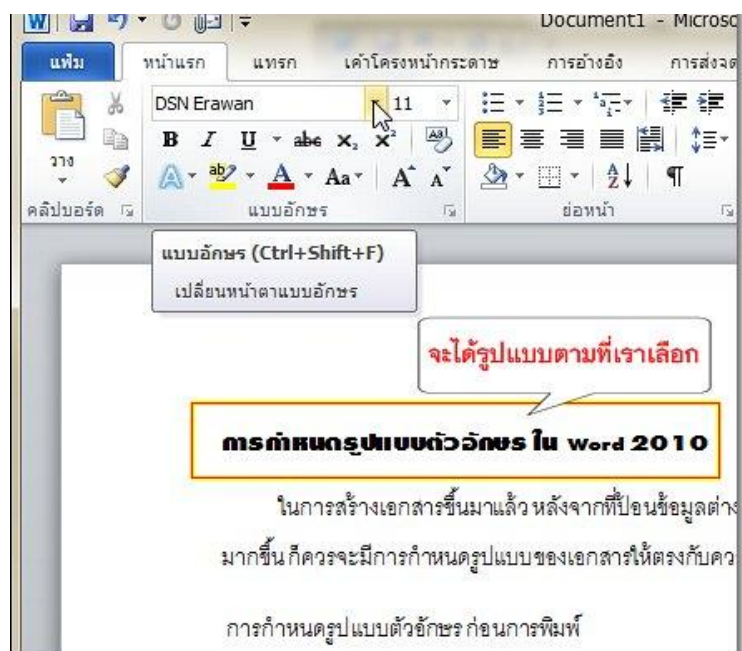 Document1 - Microso
แฟ้ม หน้าแรก แทรก เค้าโครงหน้ากระดาษ การอ้างอิง การส่งจด
DSN Erawan 11
B I U abe X₂ X²
วาง
ab A Aa A A
คลิปบอร์ด แบบอักษร ย่อหน้า
แบบอักษร (Ctrl+Shift+F)
เปลี่ยนหน้าตาแบบอักษร
จะได้รูปแบบตามที่เราเลือก
การกำหนดรูปแบบตัวอักษร ใน Word 2010
ในการสร้างเอกสารขึ้นมาแล้ว หลังจากที่ป้อนข้อมูลต่าง
มากขึ้น ก็ควรจะมีการกำหนดรูปแบบของเอกสารให้ตรงกับคว
การกำหนดรูปแบบตัวอักษร ก่อนการพิมพ์